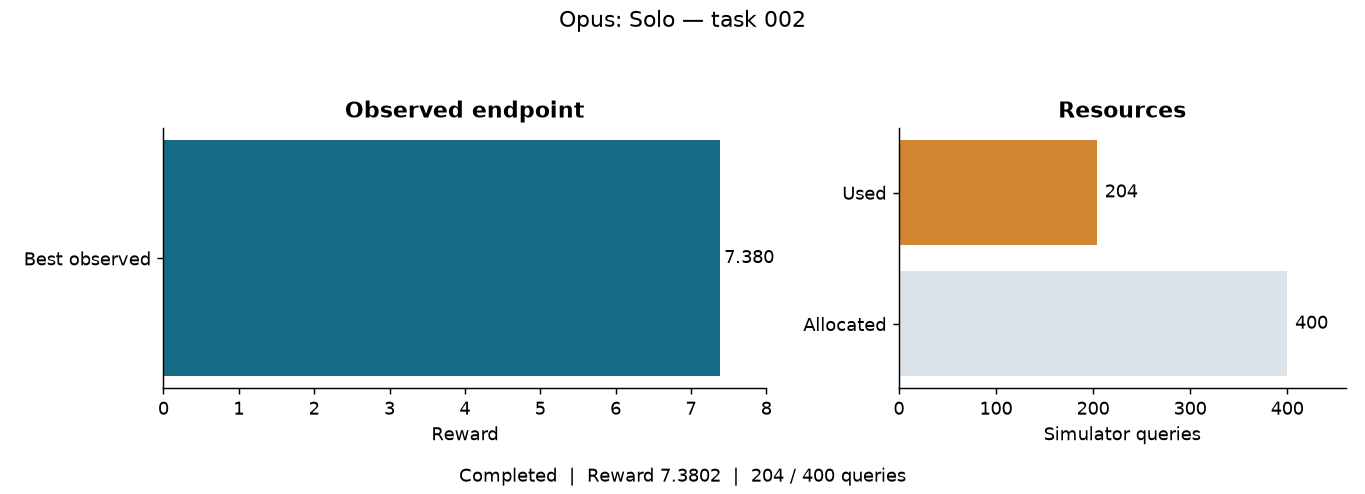 Opus: Solo — task 002
Observed endpoint
Best observed
7.380
0 1 2 3 4 5 6 7 8
Reward
Resources
Used
204
Allocated
400
0 100 200 300 400
Simulator queries
Completed | Reward 7.3802 | 204 / 400 queries